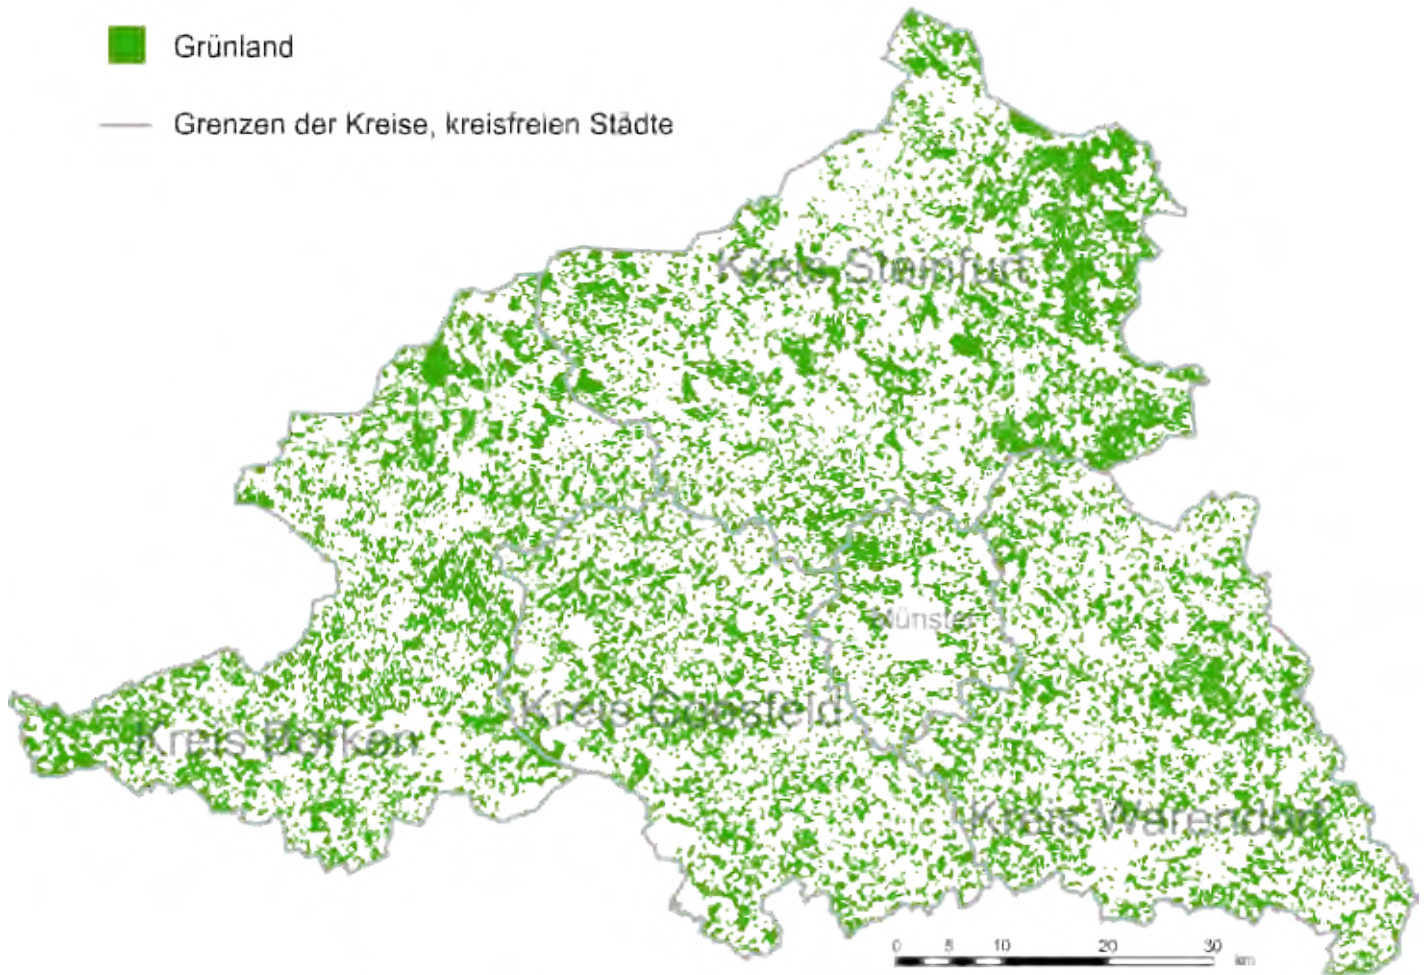 Grünland
Grenzen der Kreise, kreisfreien Städte
Kreis Steinfurt
Münster
Kreis Coesfeld
Kreis Borken
Kreis Warendorf
0 5 10 20 30
km